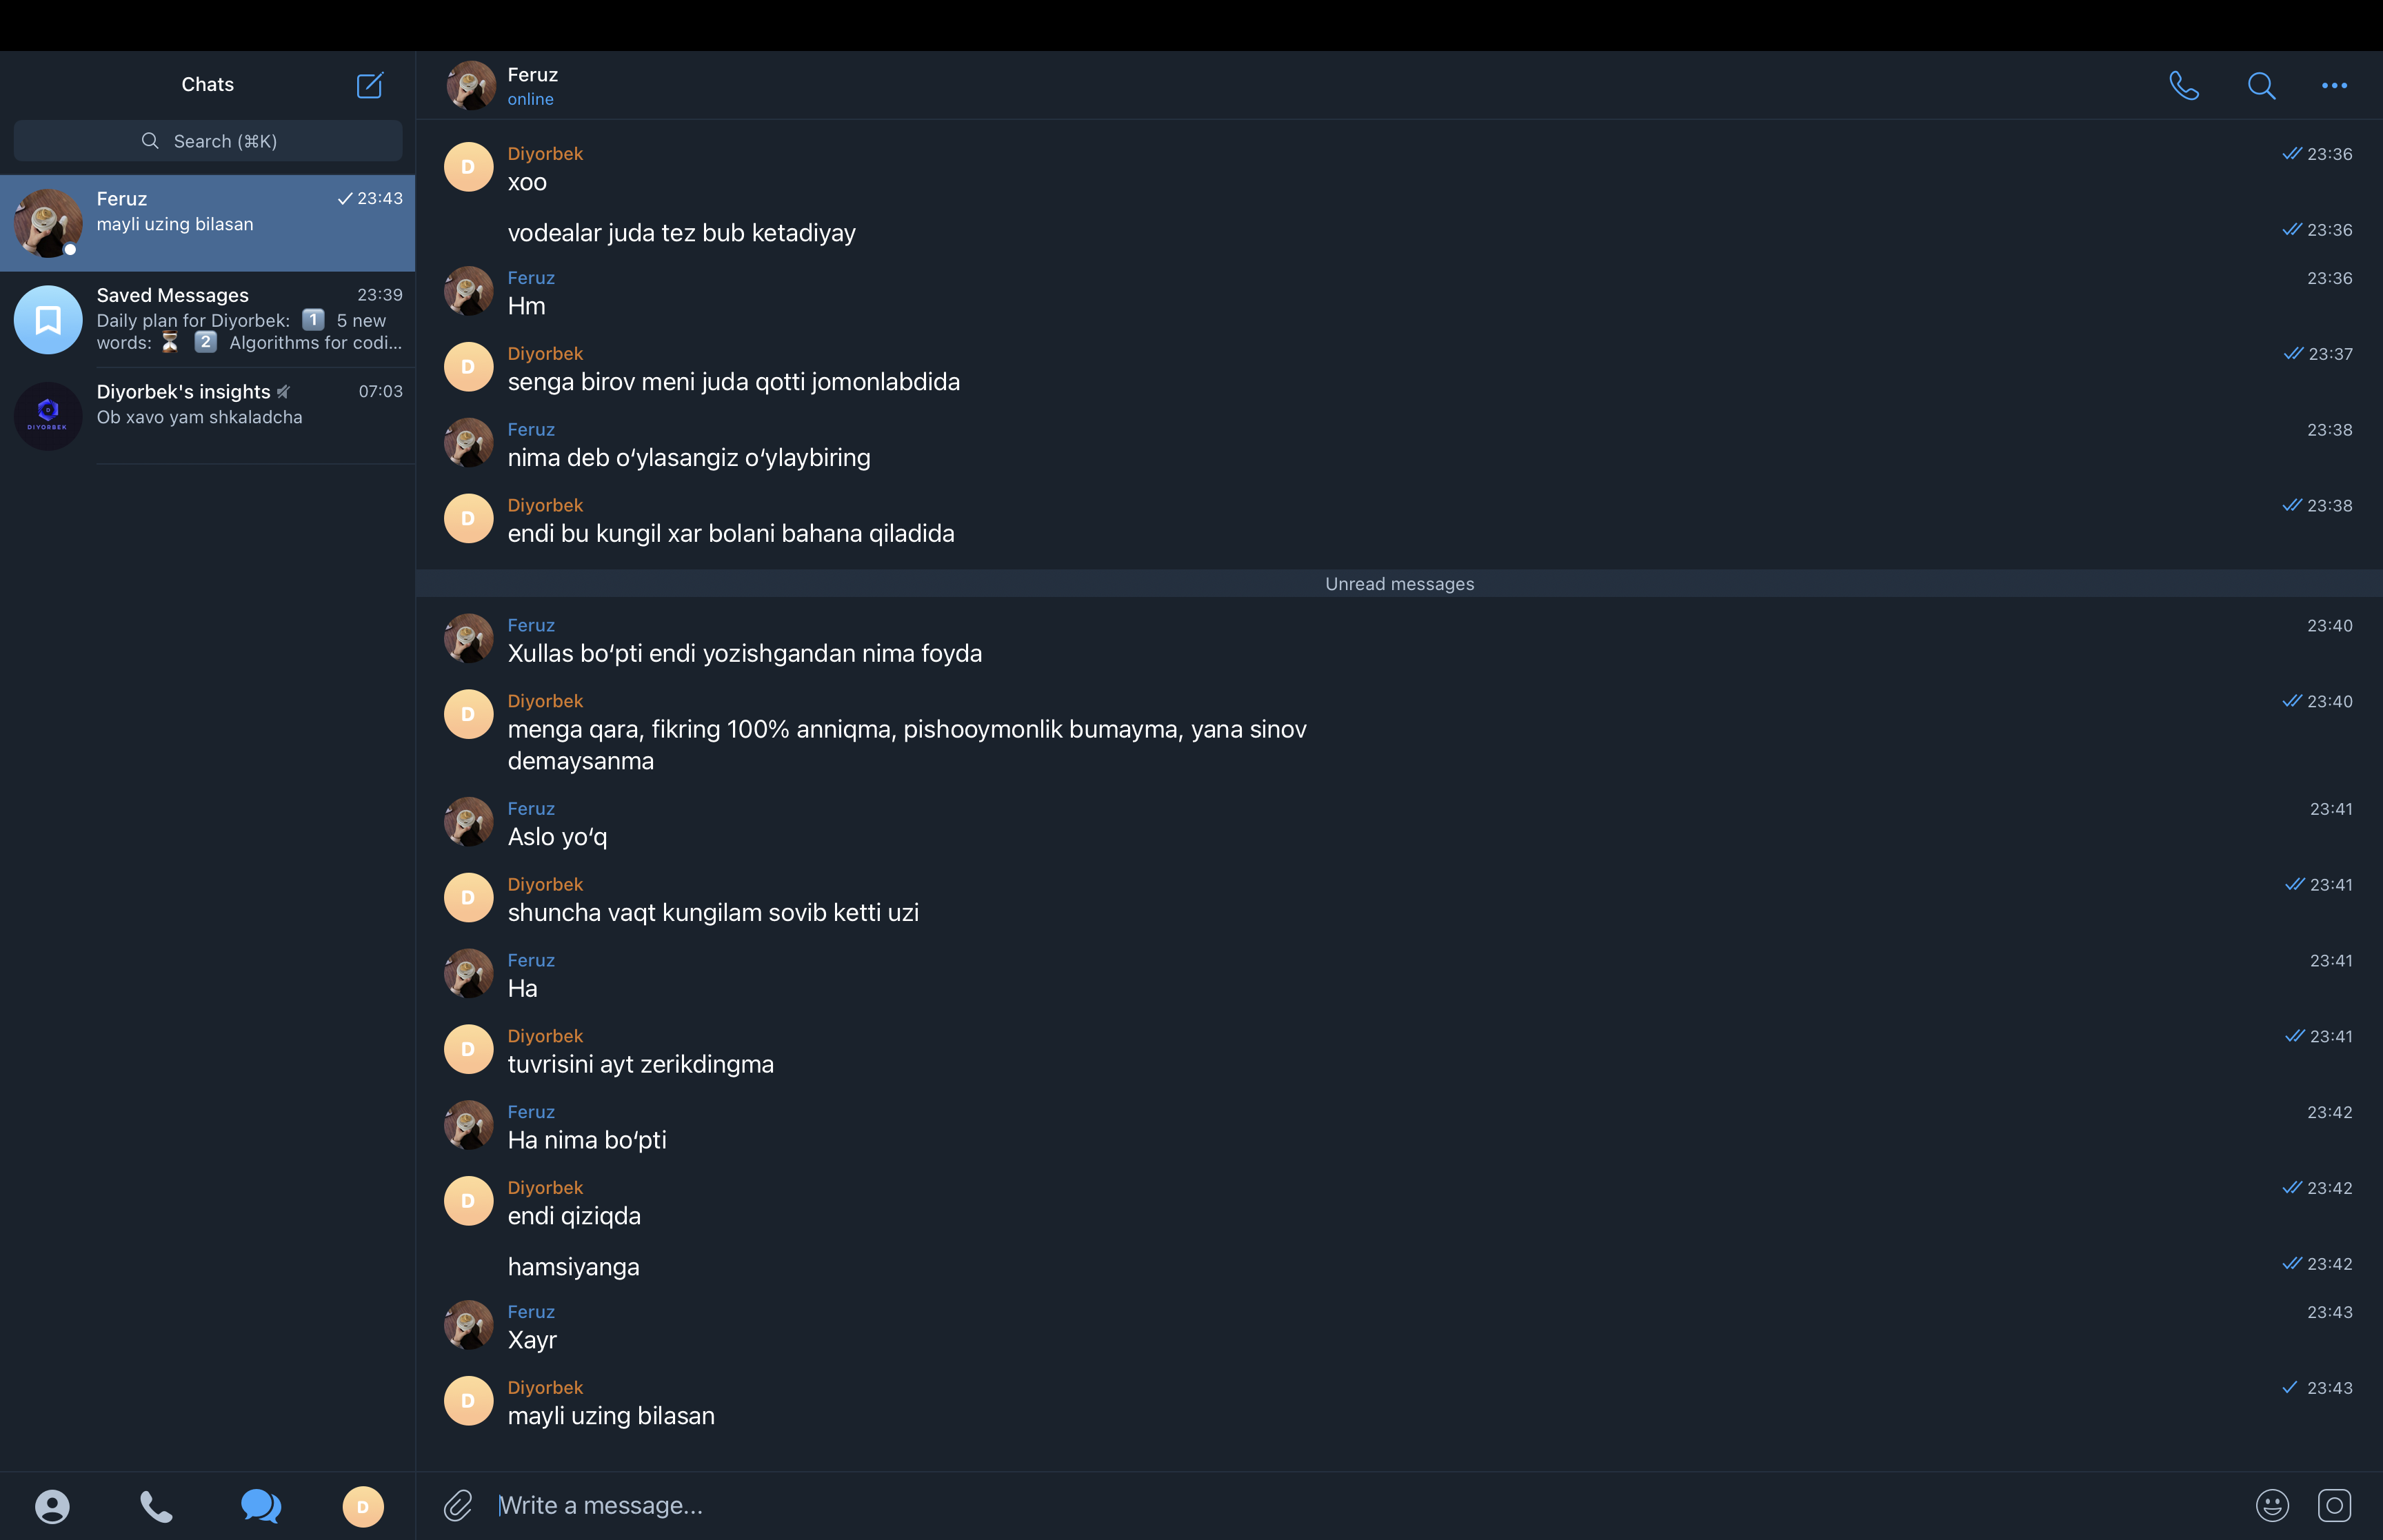 Chats
Search (⌘K)
Feruz
23:43
mayli uzing bilasan
Saved Messages
23:39
Daily plan for Diyorbek: 1️⃣ 5 new
words: ⏳ 2️⃣ Algorithms for codi...
Diyorbek's insights
07:03
Ob xavo yam shkaladcha
DIYORBEK
Feruz
online
Diyorbek
23:36
xoo
vodealar juda tez bub ketadiyay
23:36
Feruz
23:36
Hm
Diyorbek
23:37
senga birov meni juda qotti jomonlabdida
Feruz
23:38
nima deb oʻylasangiz oʻylaybiring
Diyorbek
23:38
endi bu kungil xar bolani bahana qiladida
Unread messages
Feruz
23:40
Xullas boʻpti endi yozishgandan nima foyda
Diyorbek
23:40
menga qara, fikring 100% anniqma, pishooymonlik bumayma, yana sinov
demaysanma
Feruz
23:41
Aslo yoʻq
Diyorbek
23:41
shuncha vaqt kungilam sovib ketti uzi
Feruz
23:41
Ha
Diyorbek
23:41
tuvrisini ayt zerikdingma
Feruz
23:42
Ha nima boʻpti
Diyorbek
23:42
endi qiziqda
hamsiyanga
23:42
Feruz
23:43
Xayr
Diyorbek
23:43
mayli uzing bilasan
D
D
D
D
D
D
D
D
D
Write a message...